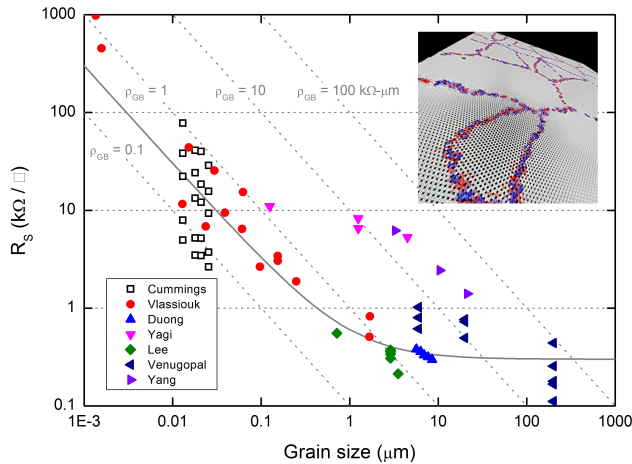 1000
100
10
1
0.1
R_S (kΩ / □)
ρ_GB = 0.1
ρ_GB = 1
ρ_GB = 10
ρ_GB = 100 kΩ-μm
Cummings
Vlassiouk
Duong
Yagi
Lee
Venugopal
Yang
1E-3 0.01 0.1 1 10 100 1000
Grain size (μm)